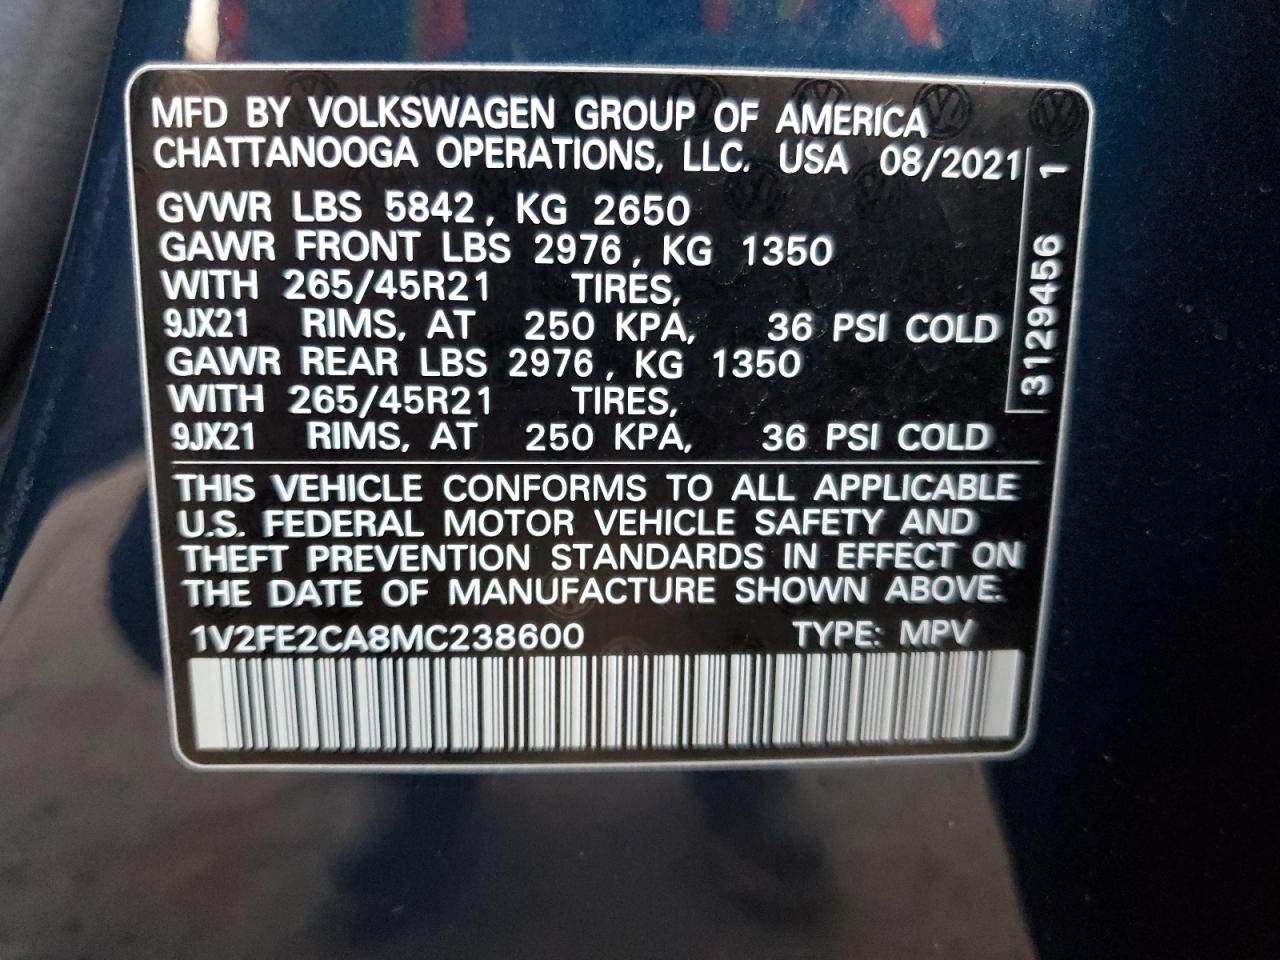 MFD BY VOLKSWAGEN GROUP OF AMERICA
CHATTANOOGA OPERATIONS, LLC. USA 08/2021
GVWR LBS 5842, KG 2650
GAWR FRONT LBS 2976, KG 1350
WITH 265/45R21 TIRES,
9JX21 RIMS, AT 250 KPA, 36 PSI COLD
GAWR REAR LBS 2976, KG 1350
WITH 265/45R21 TIRES,
9JX21 RIMS, AT 250 KPA, 36 PSI COLD
3129456 1
THIS VEHICLE CONFORMS TO ALL APPLICABLE
U.S. FEDERAL MOTOR VEHICLE SAFETY AND
THEFT PREVENTION STANDARDS IN EFFECT ON
THE DATE OF MANUFACTURE SHOWN ABOVE.
1V2FE2CA8MC238600 TYPE: MPV